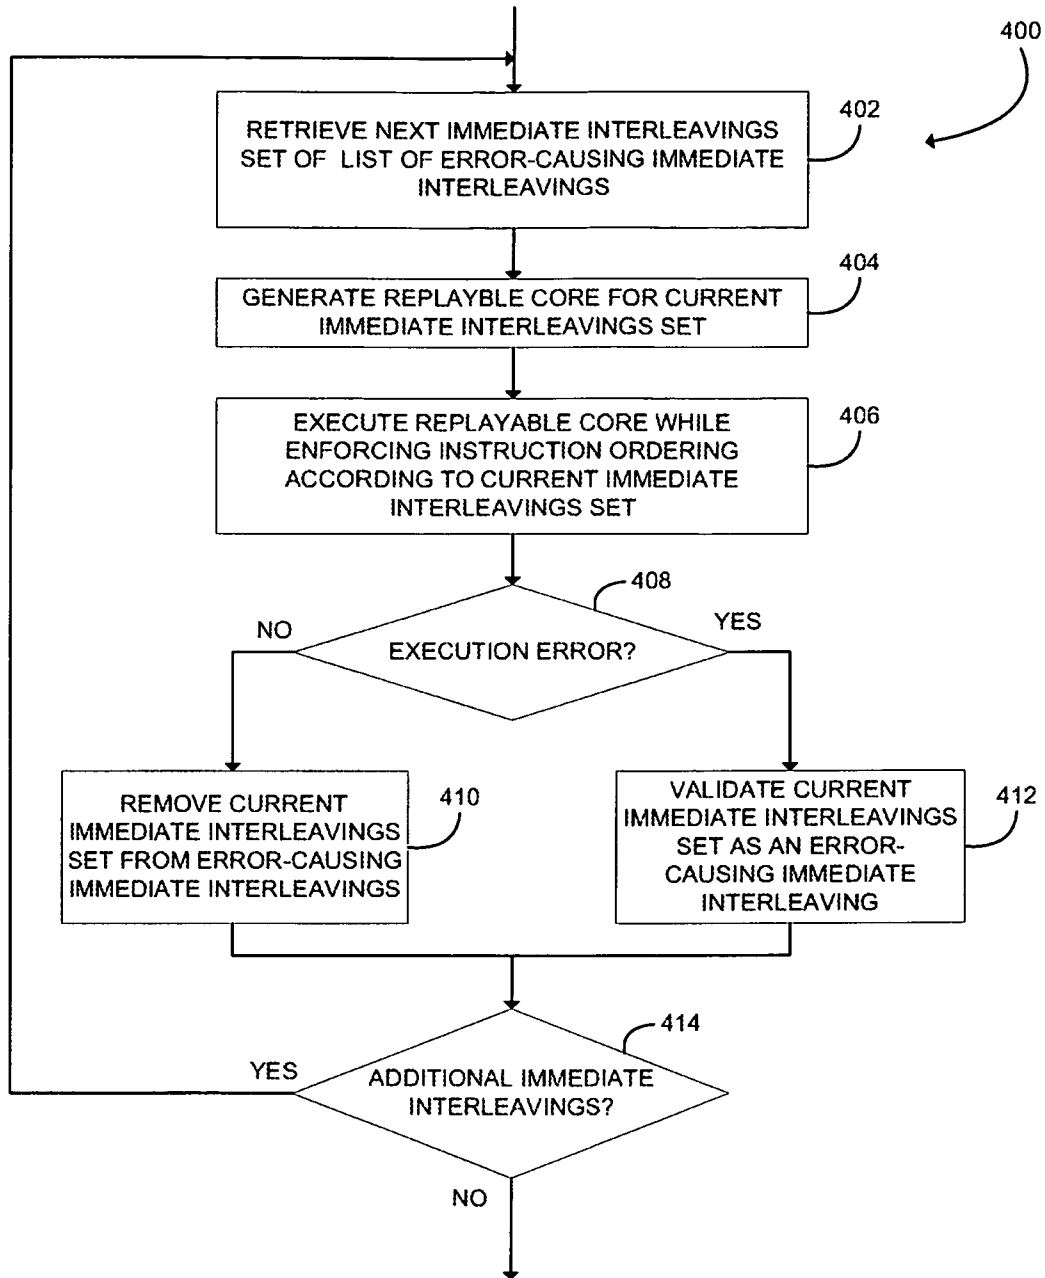 400
402
RETRIEVE NEXT IMMEDIATE INTERLEAVINGS
SET OF LIST OF ERROR-CAUSING IMMEDIATE
INTERLEAVINGS
404
GENERATE REPLAYBLE CORE FOR CURRENT
IMMEDIATE INTERLEAVINGS SET
406
EXECUTE REPLAYABLE CORE WHILE
ENFORCING INSTRUCTION ORDERING
ACCORDING TO CURRENT IMMEDIATE
INTERLEAVINGS SET
408
NO
YES
EXECUTION ERROR?
410
REMOVE CURRENT
IMMEDIATE INTERLEAVINGS
SET FROM ERROR-CAUSING
IMMEDIATE INTERLEAVINGS
412
VALIDATE CURRENT
IMMEDIATE INTERLEAVINGS
SET AS AN ERROR-
CAUSING IMMEDIATE
INTERLEAVING
414
YES
ADDITIONAL IMMEDIATE
INTERLEAVINGS?
NO